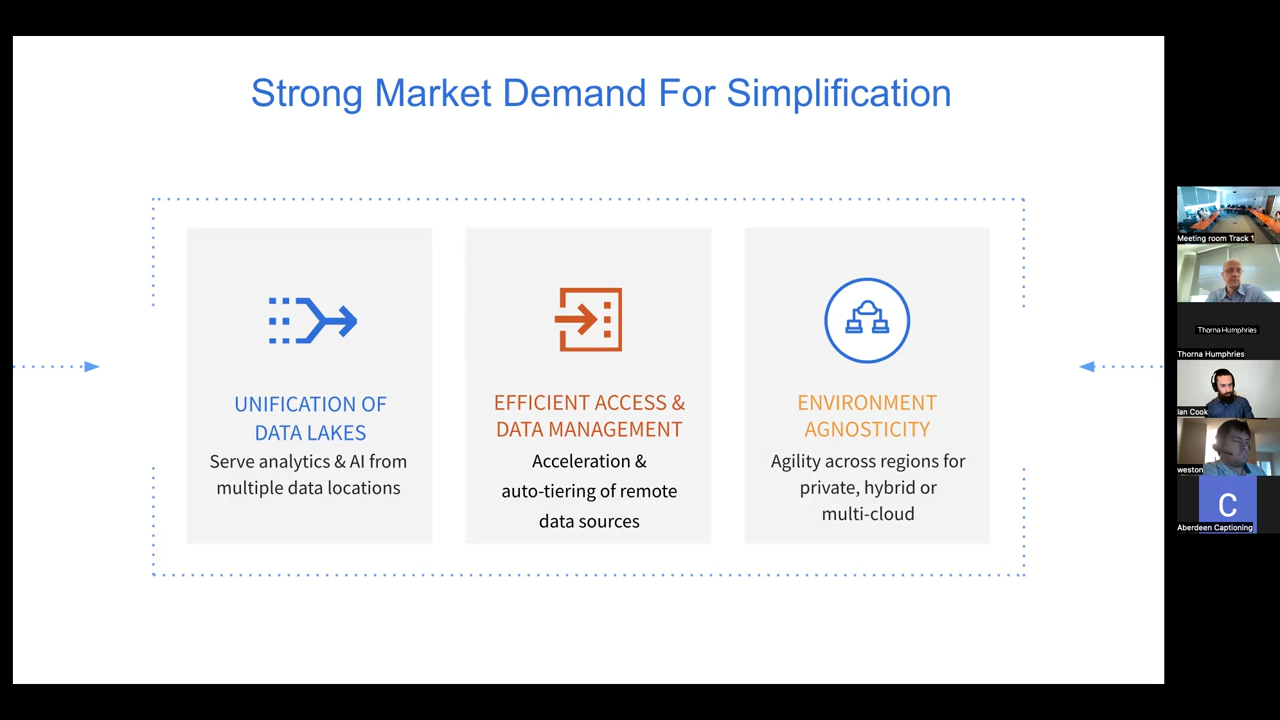 Strong Market Demand For Simplification
UNIFICATION OF
DATA LAKES
Serve analytics & AI from
multiple data locations
EFFICIENT ACCESS &
DATA MANAGEMENT
Acceleration &
auto-tiering of remote
data sources
ENVIRONMENT
AGNOSTICITY
Agility across regions for
private, hybrid or
multi-cloud
Meeting room Track 1
Thorna Humphries
Thorna Humphries
Ian Cook
weston
C
Aberdeen Captioning